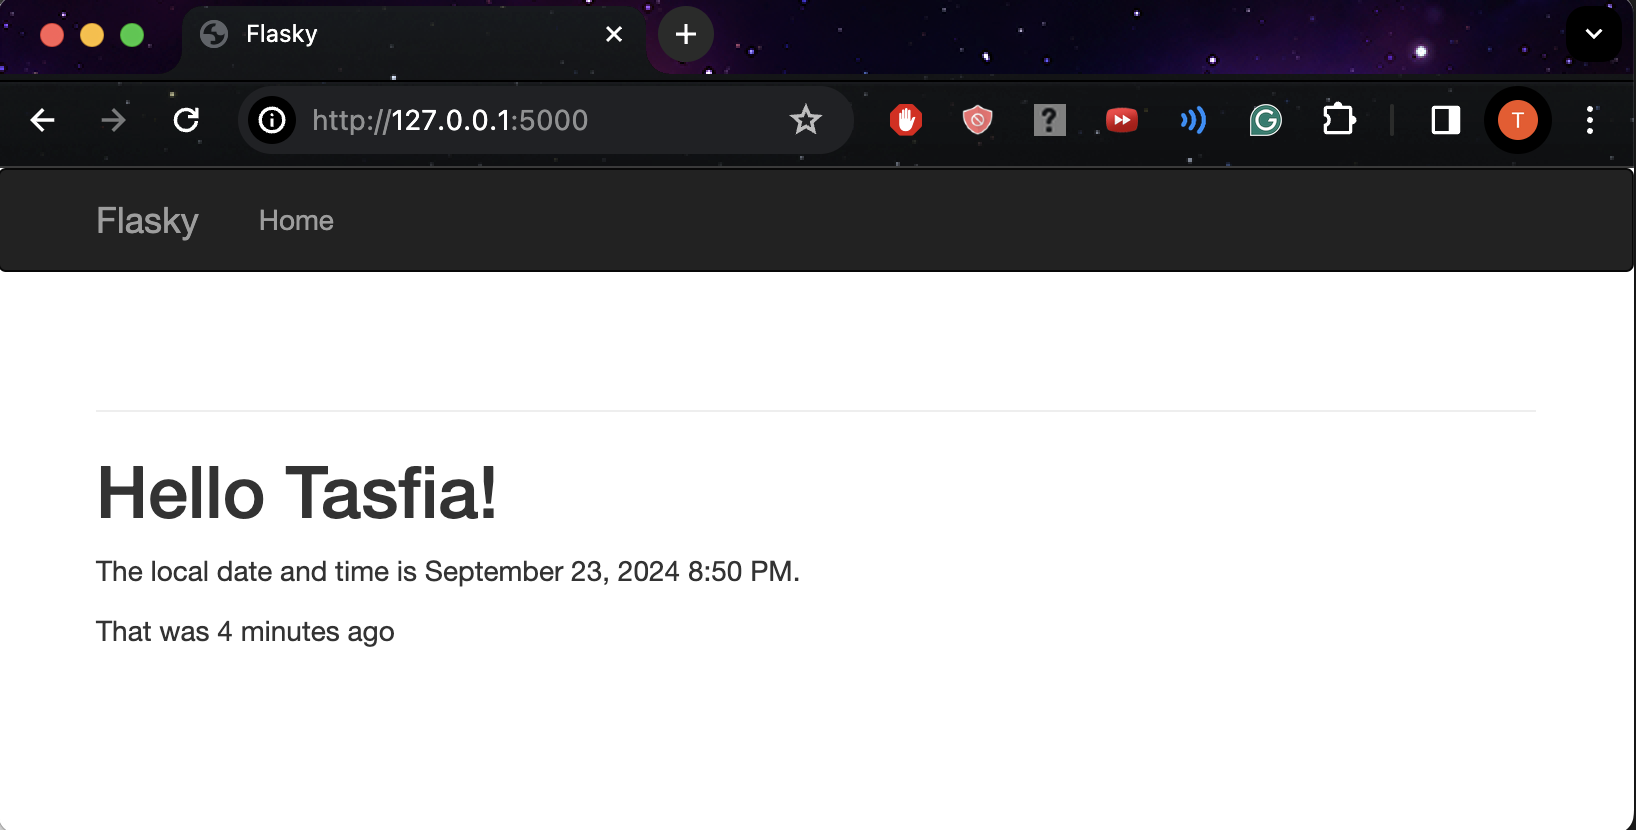 Flasky
http://127.0.0.1:5000
?
G
T
Flasky Home
Hello Tasfia!
The local date and time is September 23, 2024 8:50 PM.
That was 4 minutes ago